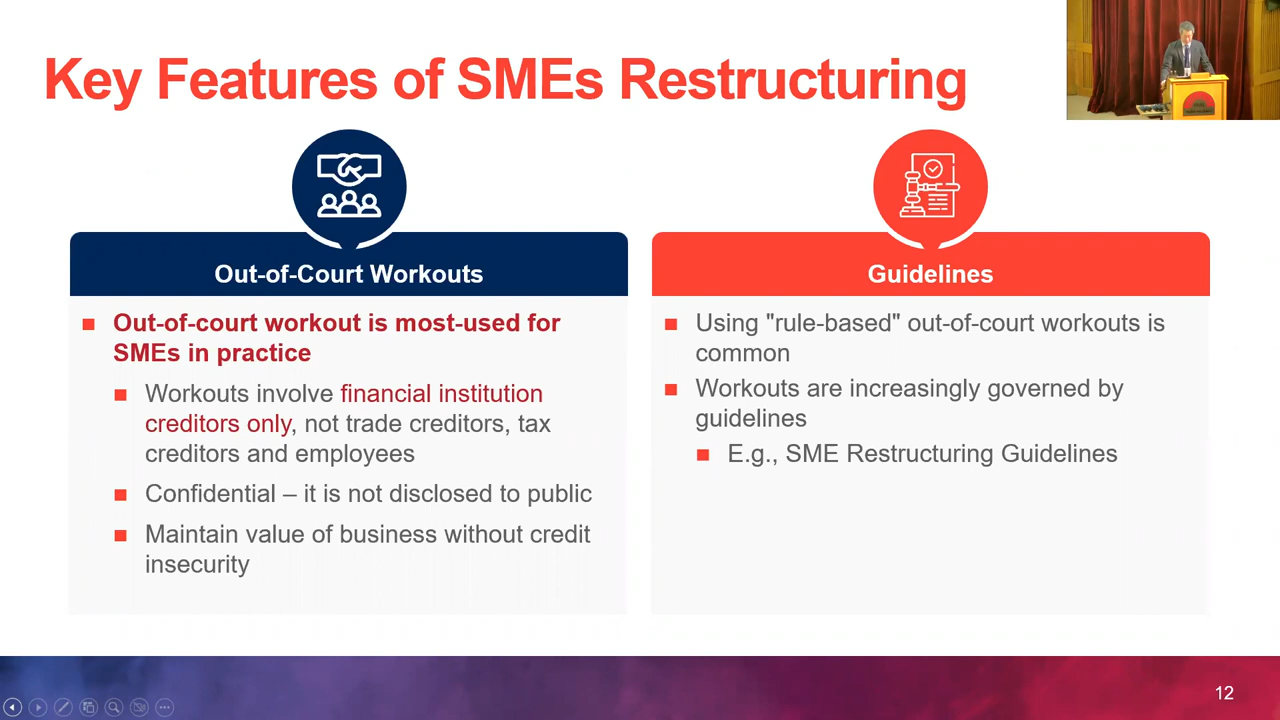 Key Features of SMEs Restructuring
Out-of-Court Workouts
Out-of-court workout is most-used for
SMEs in practice
Workouts involve financial institution
creditors only, not trade creditors, tax
creditors and employees
Confidential – it is not disclosed to public
Maintain value of business without credit
insecurity
Guidelines
Using "rule-based" out-of-court workouts is
common
Workouts are increasingly governed by
guidelines
E.g., SME Restructuring Guidelines
12